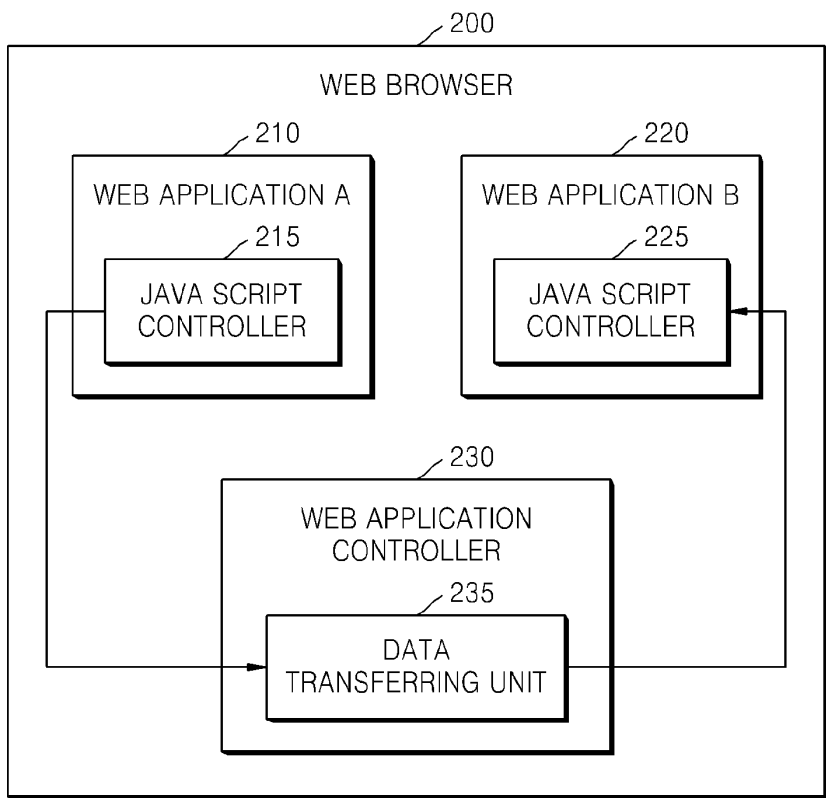 200
WEB BROWSER
210
WEB APPLICATION A
215
JAVA SCRIPT
CONTROLLER
220
WEB APPLICATION B
225
JAVA SCRIPT
CONTROLLER
230
WEB APPLICATION
CONTROLLER
235
DATA
TRANSFERRING UNIT